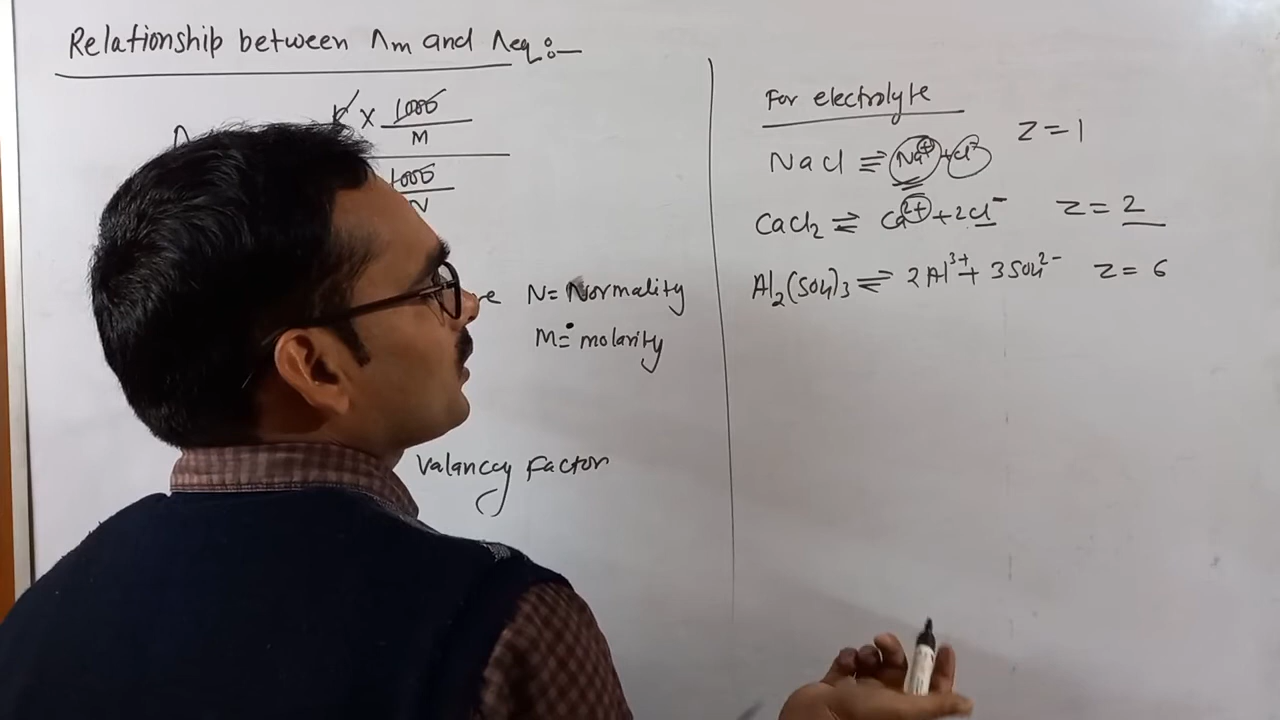 Relationship between Λm and Λeq:—
K × 1000
M
1000
N
N = Normality
M = molarity
Valancy Factor
For electrolyte
NaCl ⇌ Na⁺ + Cl⁻ Z = 1
CaCl₂ ⇌ Ca²⁺ + 2Cl⁻ Z = 2
Al₂(SO₄)₃ ⇌ 2Al³⁺ + 3SO₄²⁻ Z = 6